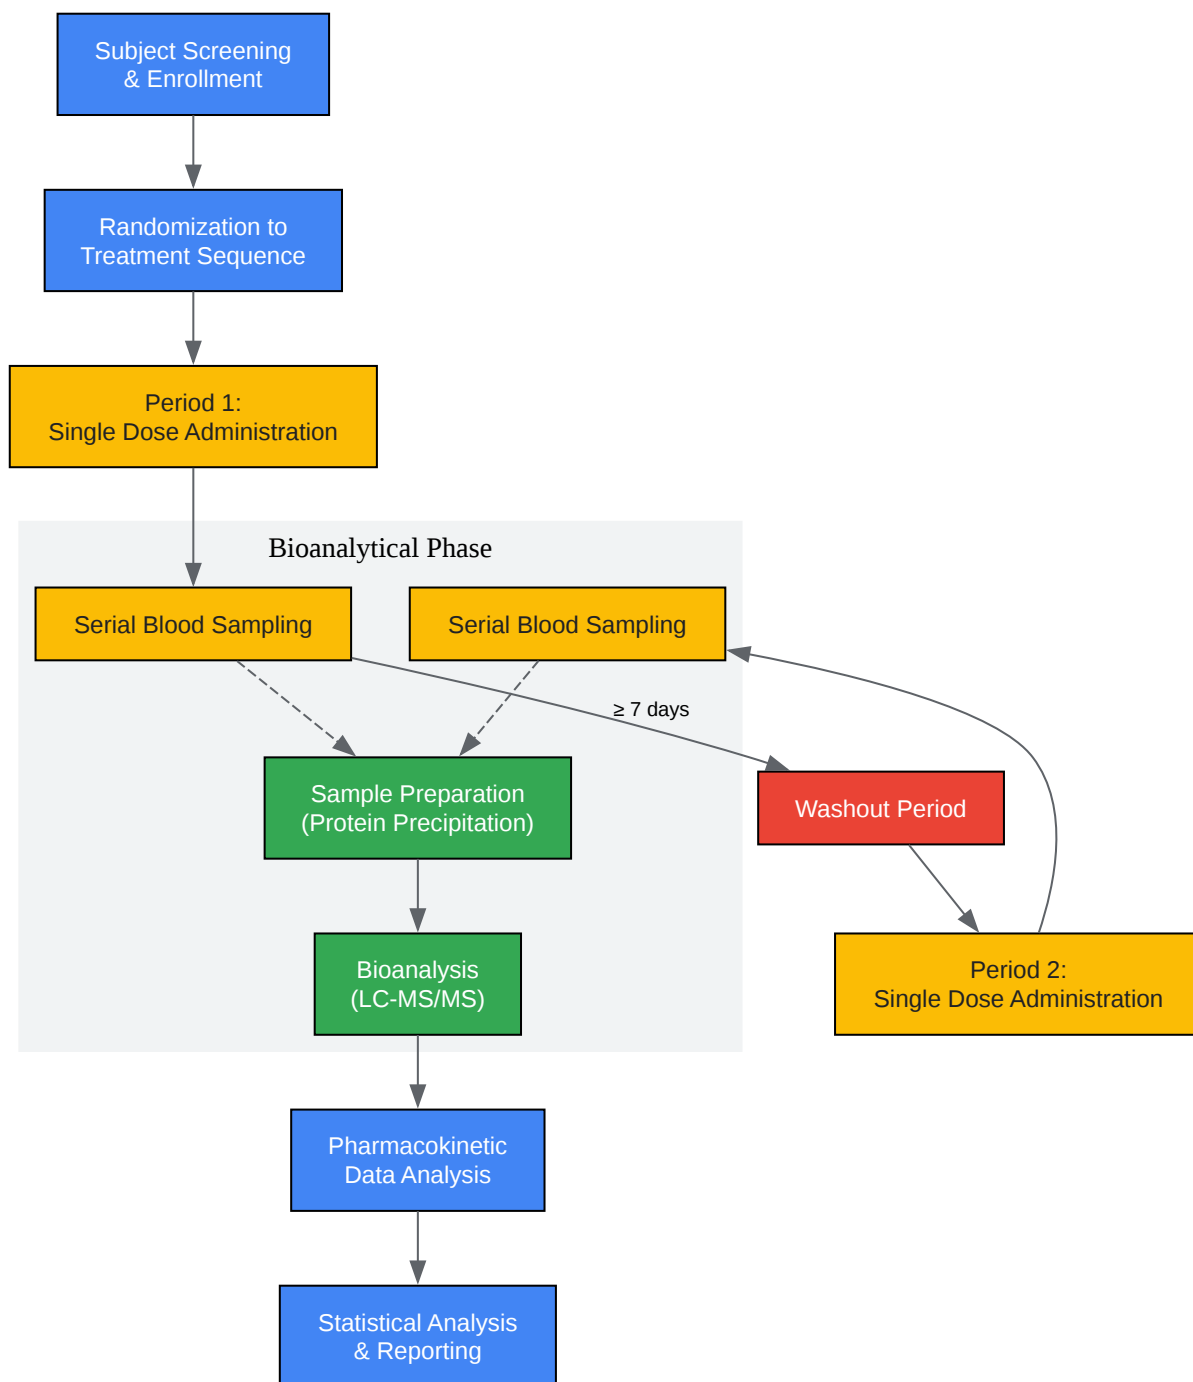 Subject Screening
& Enrollment
Randomization to
Treatment Sequence
Period 1:
Single Dose Administration
Bioanalytical Phase
Serial Blood Sampling
Serial Blood Sampling
≥ 7 days
Sample Preparation
(Protein Precipitation)
Washout Period
Bioanalysis
(LC-MS/MS)
Period 2:
Single Dose Administration
Pharmacokinetic
Data Analysis
Statistical Analysis
& Reporting